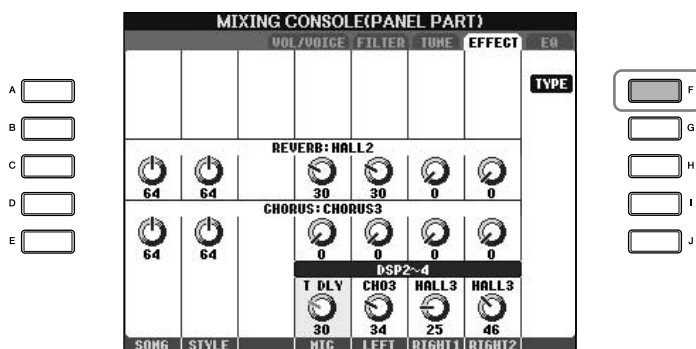 MIXING CONSOLE(PANEL PART)
VOL/VOICE FILTER TUNE EFFECT EQ
TYPE
A
B
C
D
E
F
G
H
I
J
REVERB:HALL2
64 64 30 30 0 0
CHORUS:CHORUS3
64 64 0 0 0 0
DSP2~4
T DLY CHO3 HALL3 HALL3
30 34 25 46
SONG STYLE MIC LEFT RIGHT1 RIGHT2